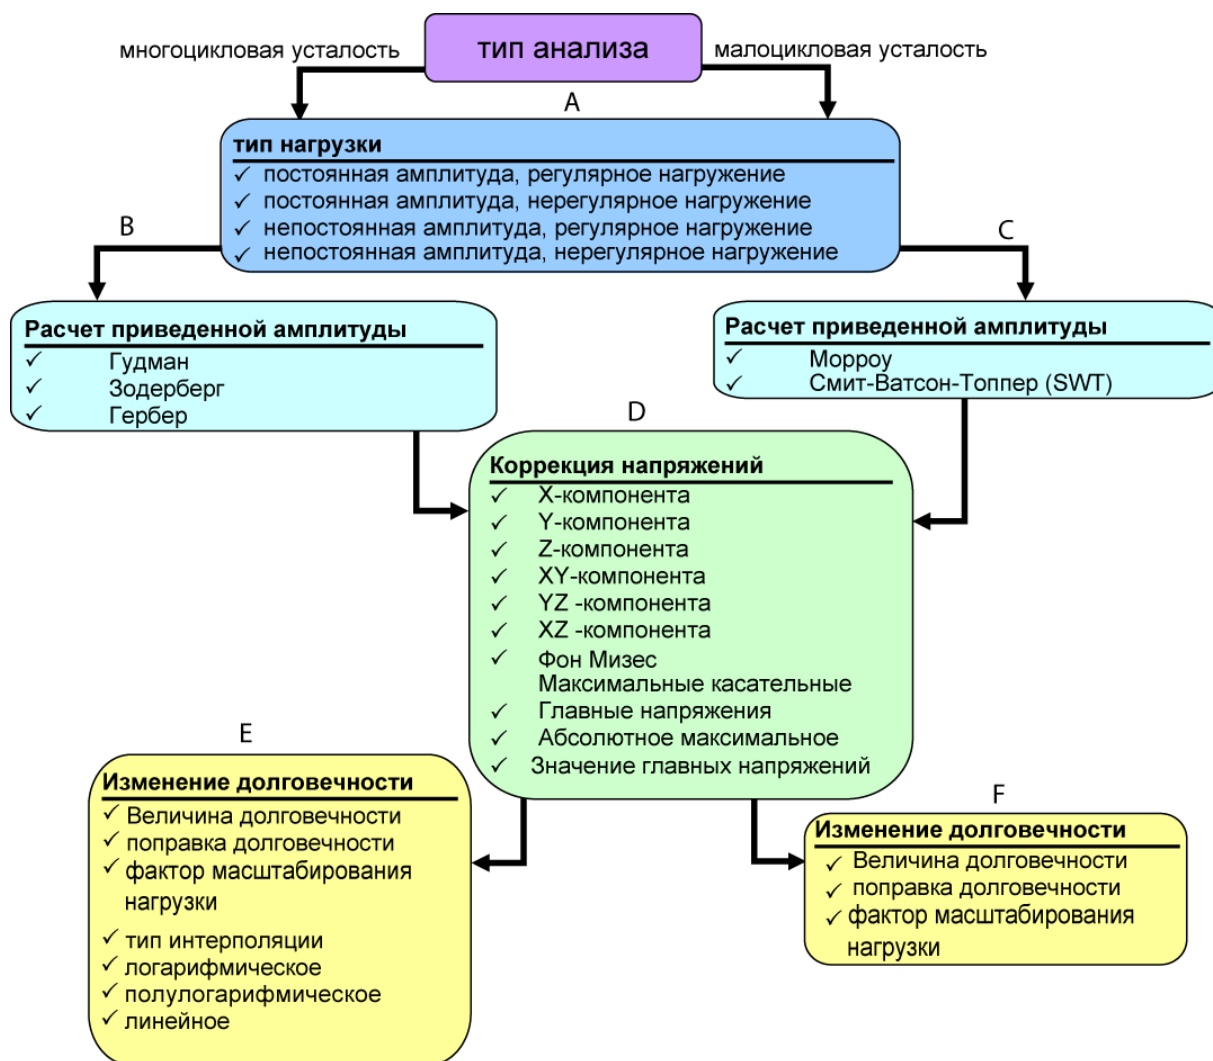 многоцикловая усталость
тип анализа
малоцикловая усталость
A
тип нагрузки
✓ постоянная амплитуда, регулярное нагружение
✓ постоянная амплитуда, нерегулярное нагружение
✓ непостоянная амплитуда, регулярное нагружение
✓ непостоянная амплитуда, нерегулярное нагружение
B
C
Расчет приведенной амплитуды
✓ Гудман
✓ Зодерберг
✓ Гербер
Расчет приведенной амплитуды
✓ Морроу
✓ Смит-Ватсон-Топпер (SWT)
D
Коррекция напряжений
✓ X-компонента
✓ Y-компонента
✓ Z-компонента
✓ XY-компонента
✓ YZ -компонента
✓ XZ -компонента
✓ Фон Мизес
Максимальные касательные
✓ Главные напряжения
✓ Абсолютное максимальное
✓ Значение главных напряжений
E
Изменение долговечности
✓ Величина долговечности
✓ поправка долговечности
✓ фактор масштабирования
нагрузки
✓ тип интерполяции
✓ логарифмическое
✓ полулогарифмическое
✓ линейное
F
Изменение долговечности
✓ Величина долговечности
✓ поправка долговечности
✓ фактор масштабирования
нагрузки